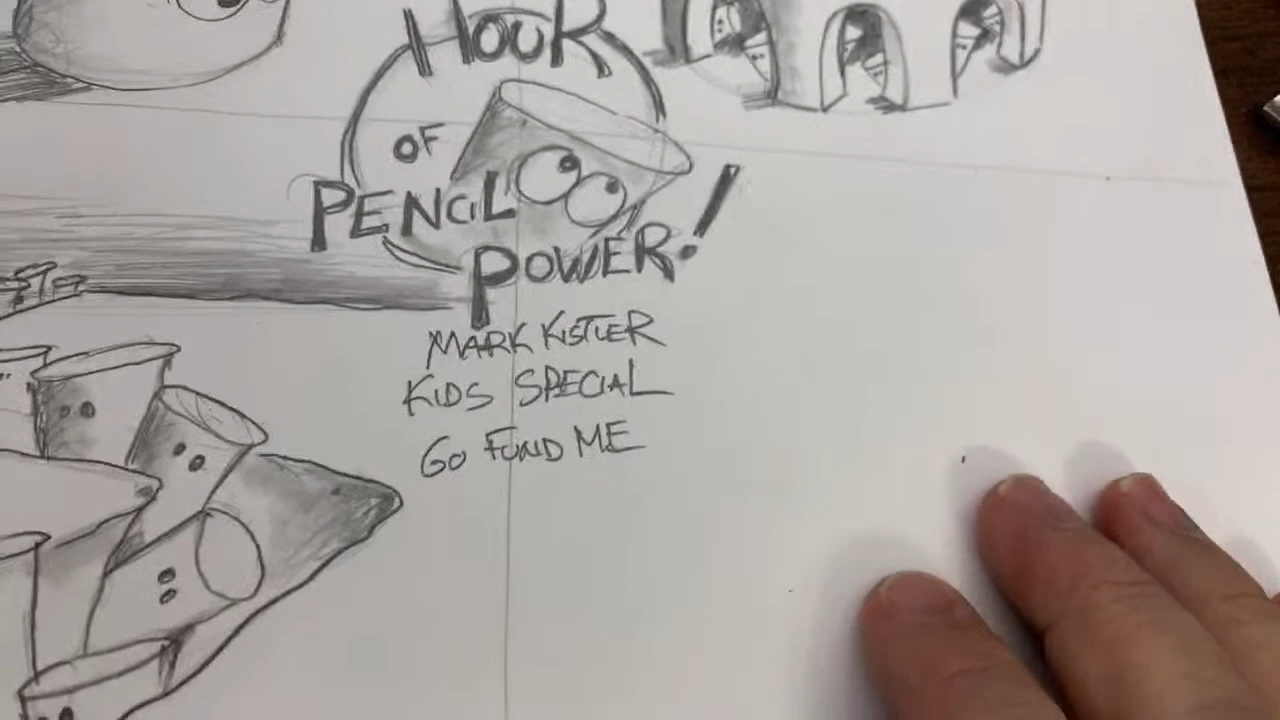 HOUR
OF
PENCIL
POWER!
MARK KISTLER
KIDS SPECIAL
GO FUND ME